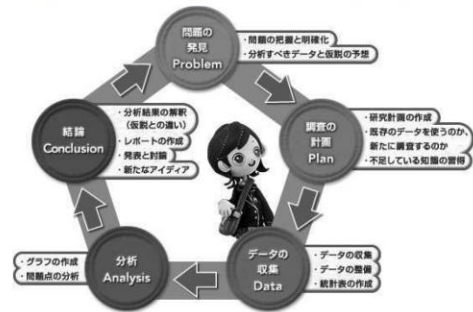 問題の
発見
Problem
・問題の把握と明確化
・分析すべきデータと仮説の予想
調査の
計画
Plan
・研究計画の作成
・既存のデータを使うのか、
新たに調査するのか
・不足している知識の習得
データの
収集
Data
・データの収集
・データの整備
・統計表の作成
分析
Analysis
・グラフの作成
・問題点の分析
結論
Conclusion
・分析結果の解釈
(仮説との違い)
・レポートの作成
・発表と討論
・新たなアイディア